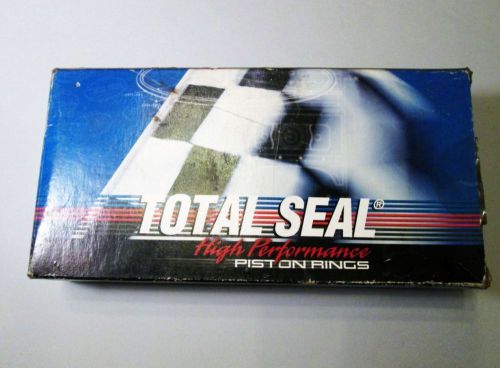 TOTAL SEAL®
High Performance
PISTON RINGS